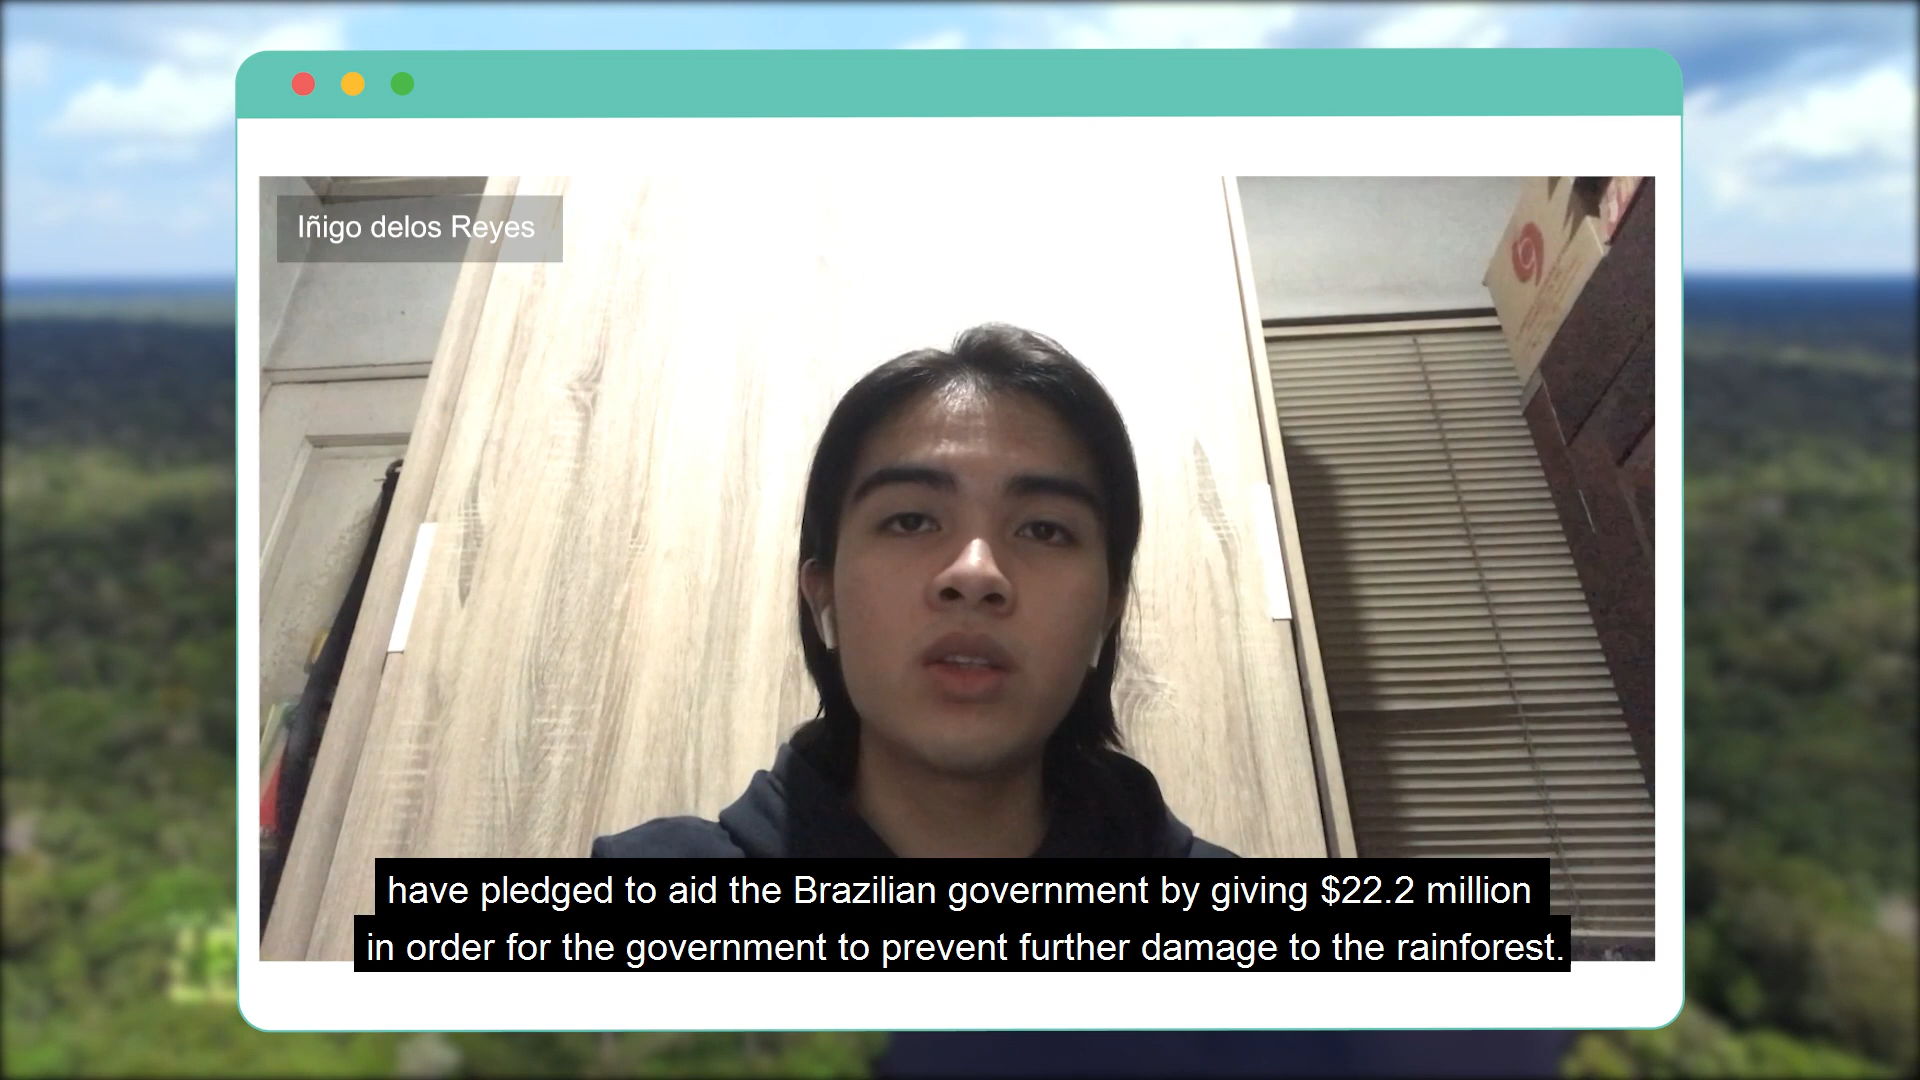 Iñigo delos Reyes
have pledged to aid the Brazilian government by giving $22.2 million
in order for the government to prevent further damage to the rainforest.